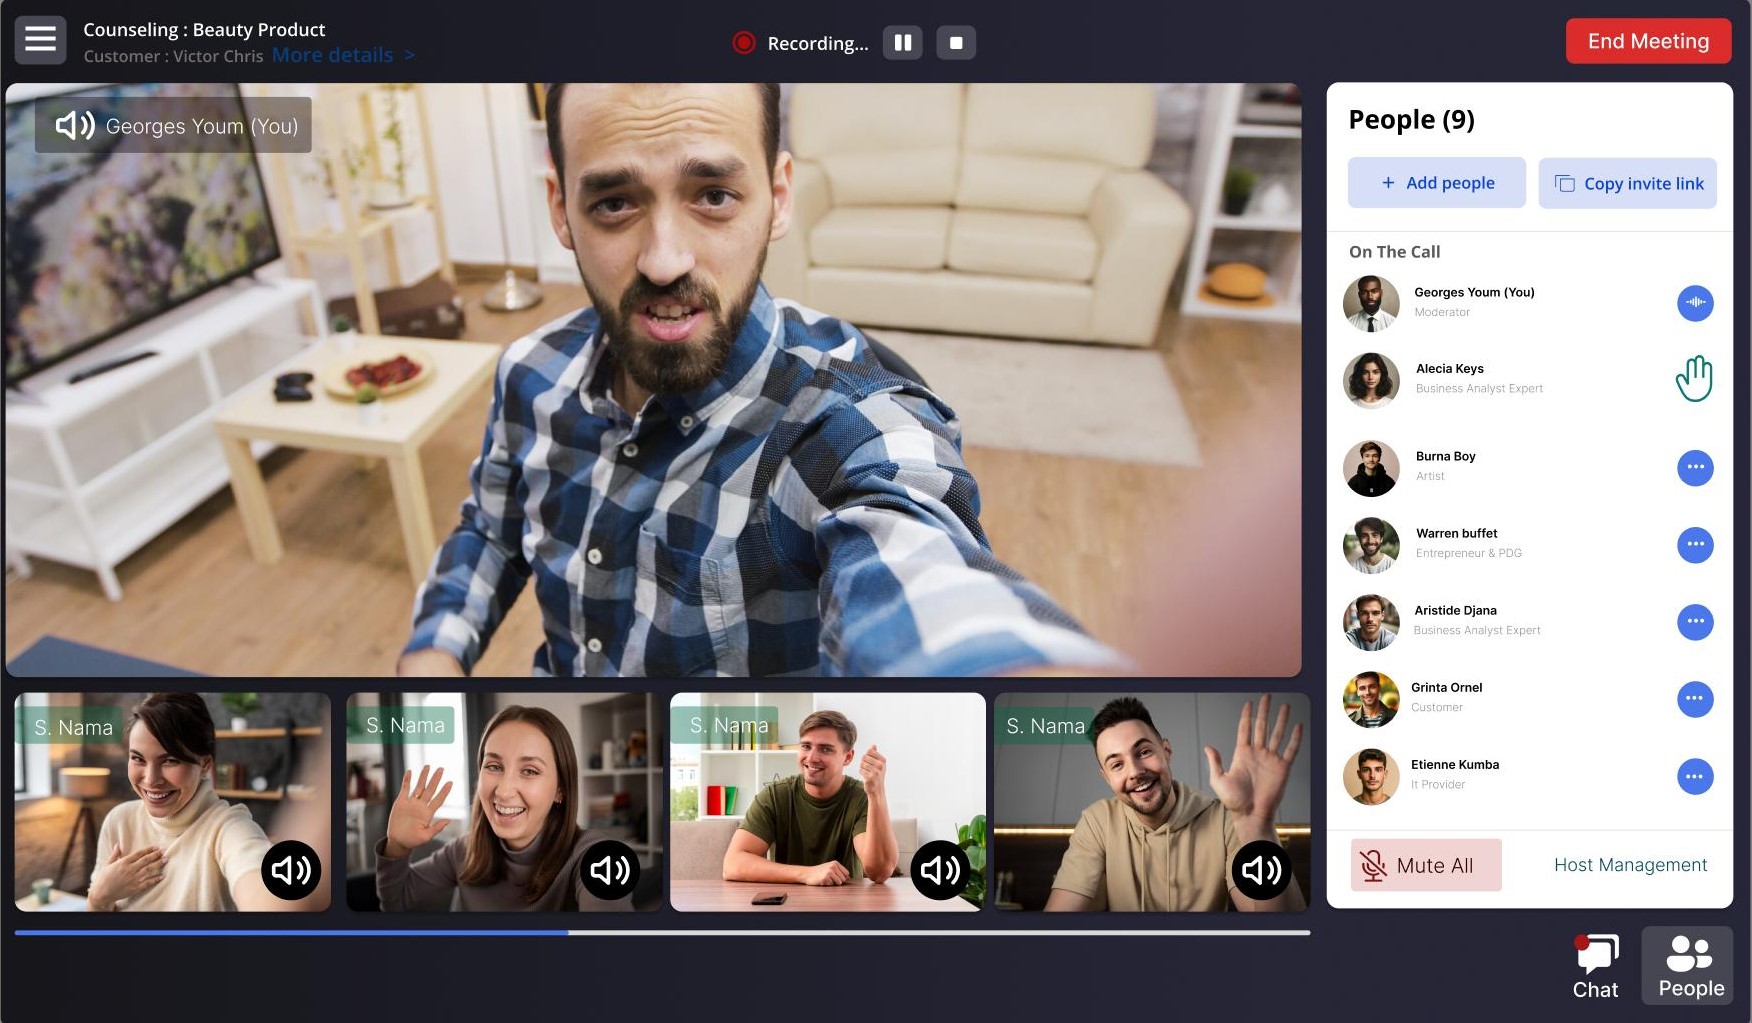 Counseling : Beauty Product
Customer : Victor Chris More details >
Recording...
End Meeting
Georges Youm (You)
S. Nama
S. Nama
S. Nama
S. Nama
People (9)
+ Add people
Copy invite link
On The Call
Georges Youm (You)
Moderator
Alecia Keys
Business Analyst Expert
Burna Boy
Artist
Warren buffet
Entrepreneur & PDG
Aristide Djana
Business Analyst Expert
Grinta Ornel
Customer
Etienne Kumba
It Provider
Mute All
Host Management
Chat
People